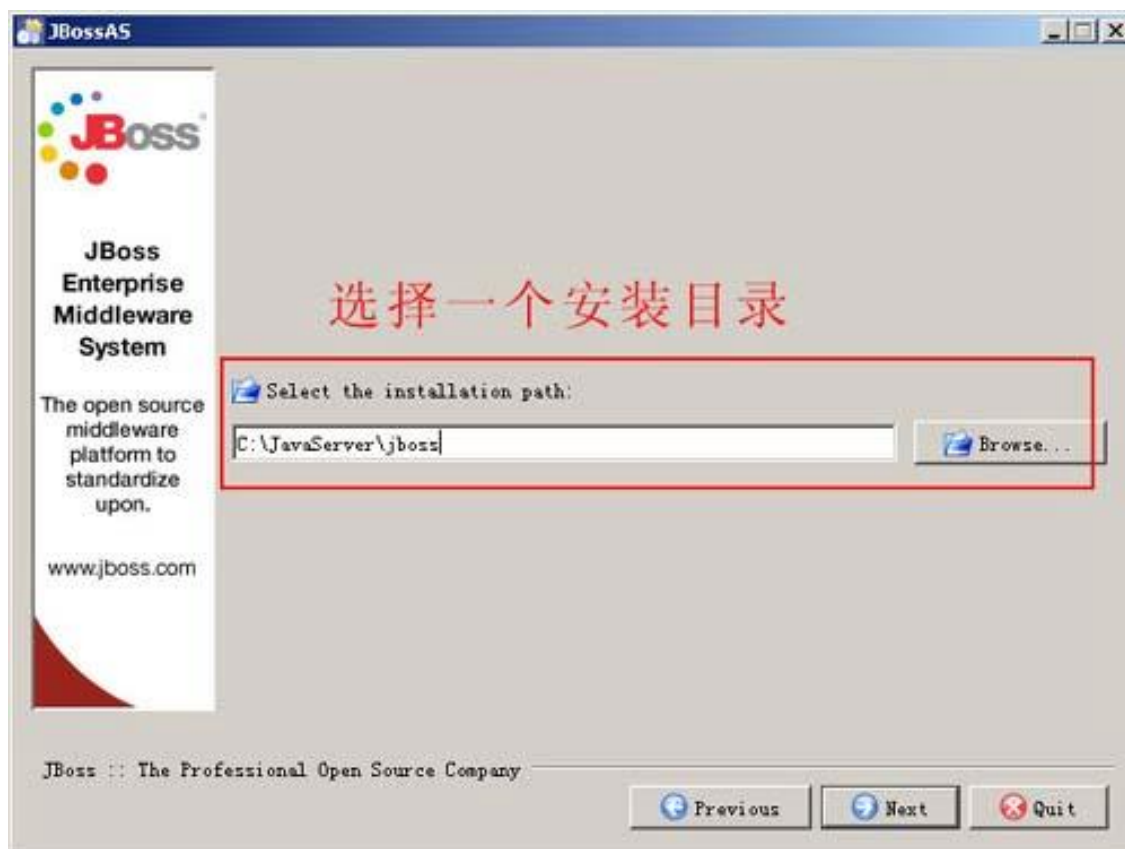 JBossAS
JBoss
JBoss
Enterprise
Middleware
System
The open source
middleware
platform to
standardize
upon.
www.jboss.com
选择一个安装目录
Select the installation path:
C:\JavaServer\jboss
Browse...
JBoss :: The Professional Open Source Company
Previous
Next
Quit